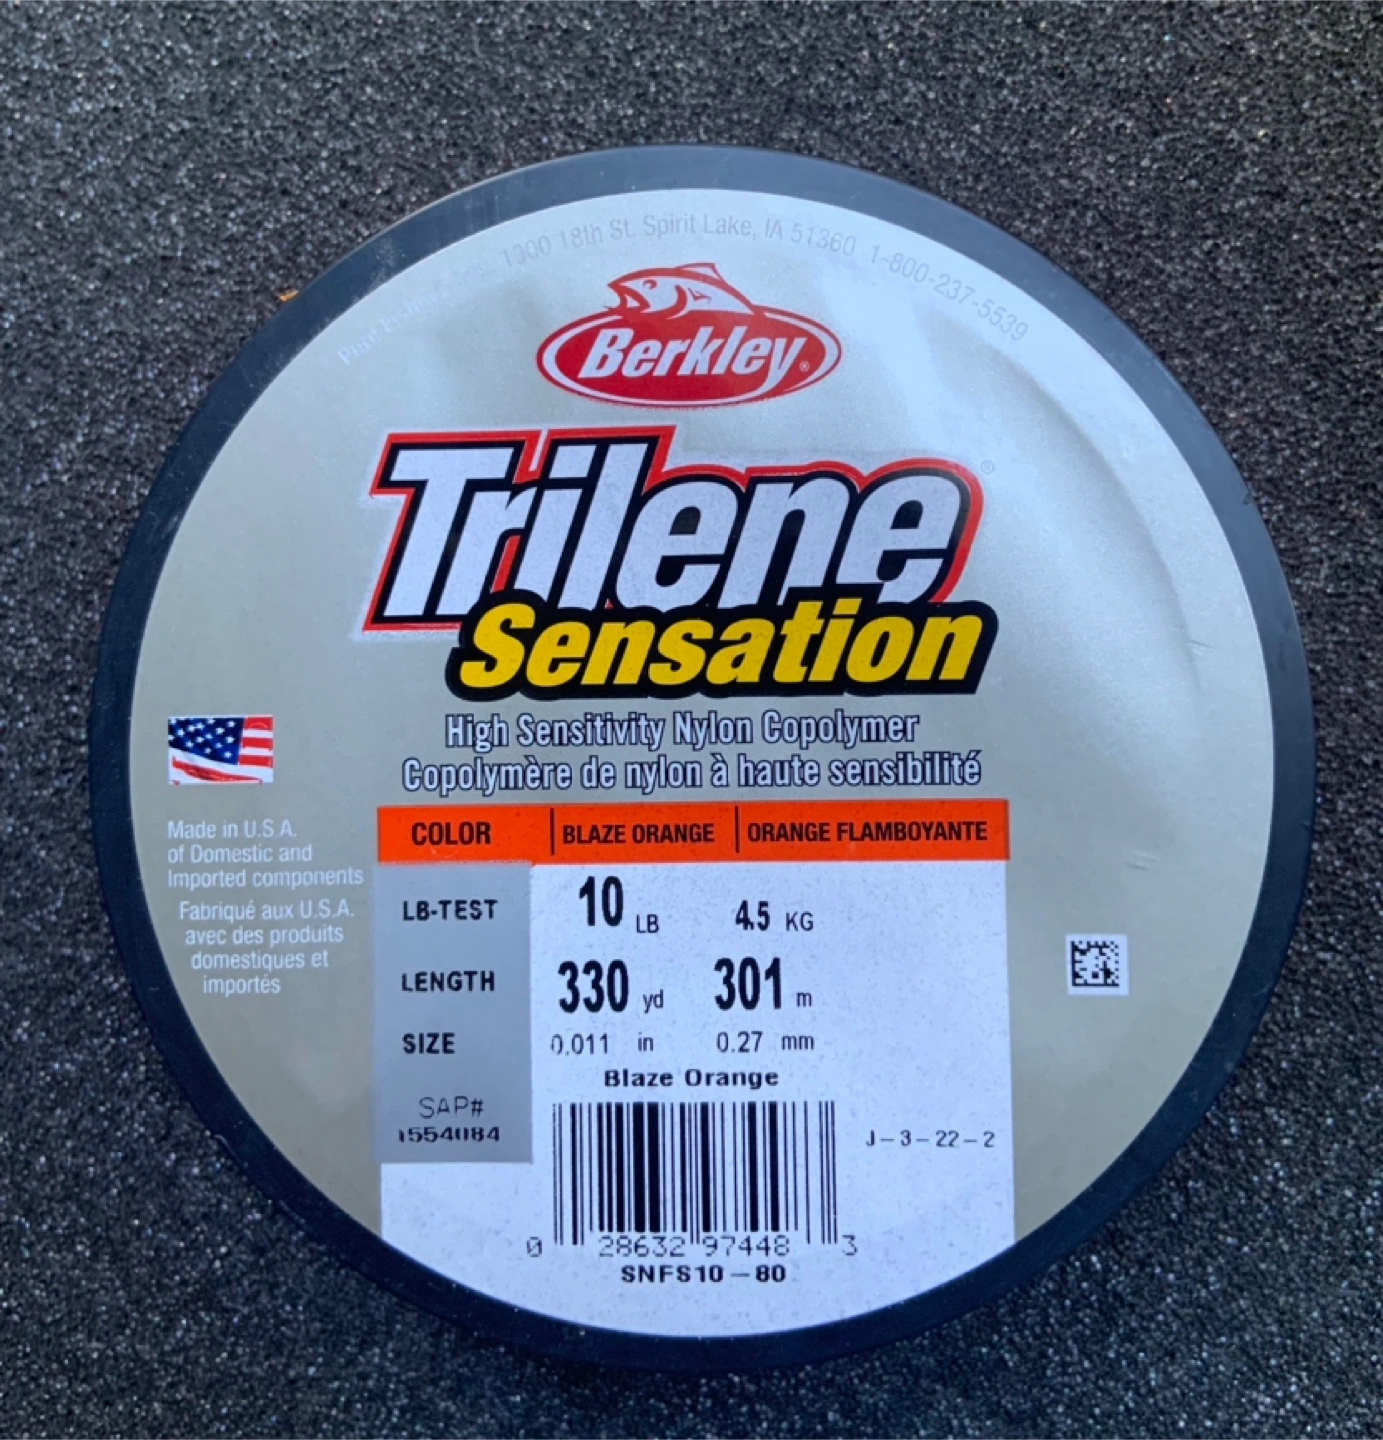 1900 18th St. Spirit Lake, IA 51360 1-800-237-5539
Berkley®
Trilene®
Sensation
High Sensitivity Nylon Copolymer
Copolymère de nylon à haute sensibilité
Made in U.S.A.
of Domestic and
Imported components
Fabriqué aux U.S.A.
avec des produits
domestiques et
importés
COLOR BLAZE ORANGE ORANGE FLAMBOYANTE
LB-TEST 10 LB 4.5 KG
LENGTH 330 yd 301 m
SIZE 0.011 in 0.27 mm
Blaze Orange
SAP#
1554084
J-3-22-2
0 28632 97448 3
SNFS10-80